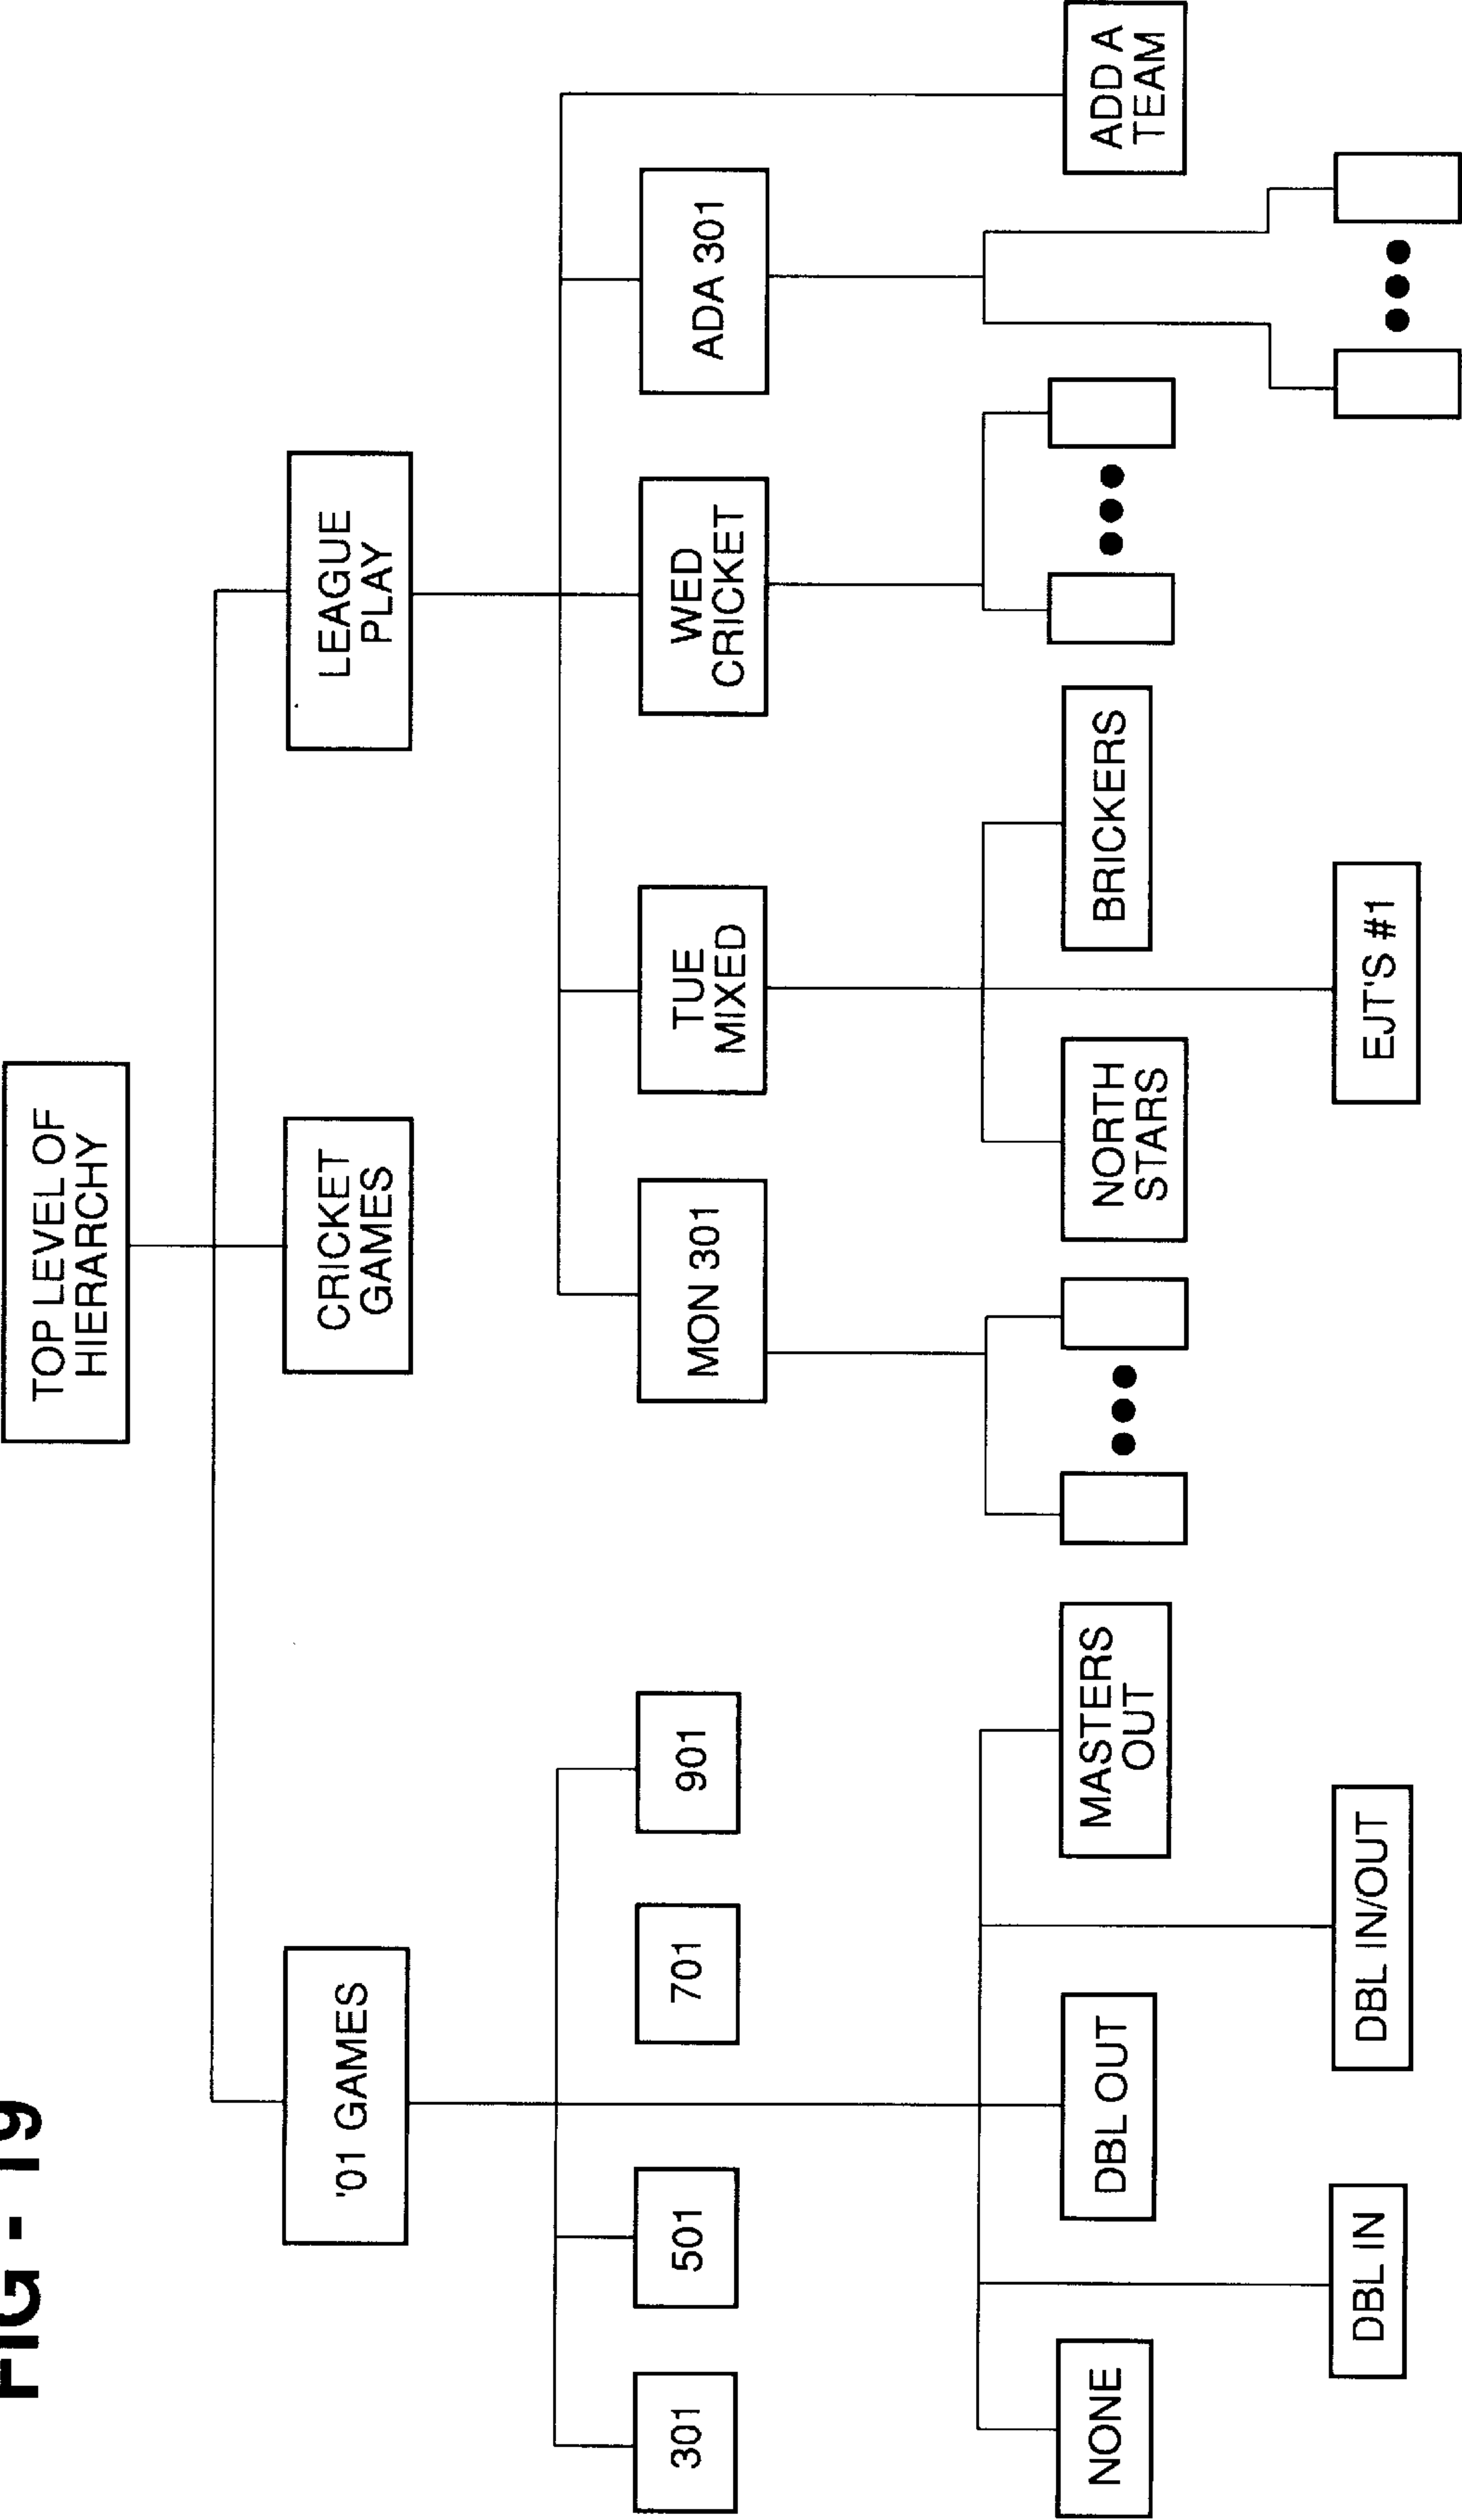 FIG - 19
TOP LEVEL OF
HIERARCHY
'01 GAMES
CRICKET
GAMES
LEAGUE
PLAY
301
501
701
901
MON 301
TUE
MIXED
WED
CRICKET
ADA 301
NONE
DBL OUT
MASTERS
OUT
NORTH
STARS
BRICKERS
ADD A
TEAM
DBL IN
DBL IN/OUT
EJT'S #1